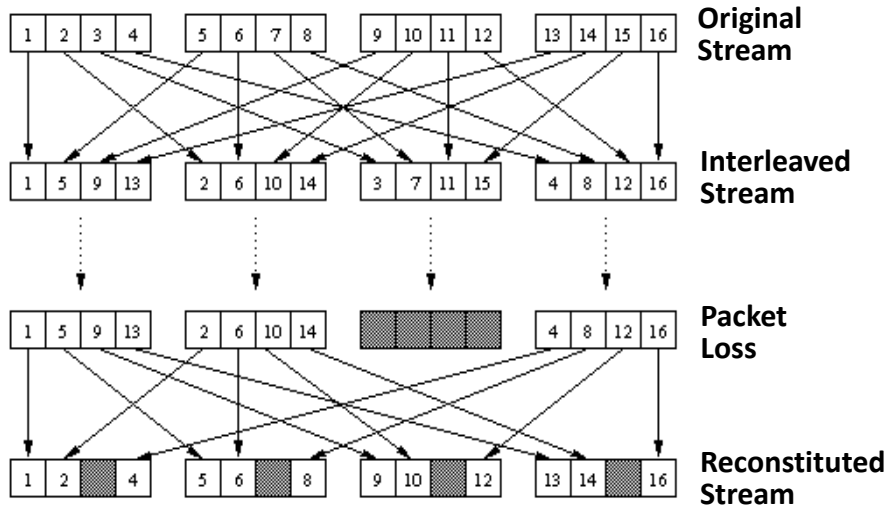 1 2 3 4 5 6 7 8 9 10 11 12 13 14 15 16
Original
Stream
1 5 9 13 2 6 10 14 3 7 11 15 4 8 12 16
Interleaved
Stream
1 5 9 13 2 6 10 14 4 8 12 16
Packet
Loss
1 2 4 5 6 8 9 10 12 13 14 16
Reconstituted
Stream